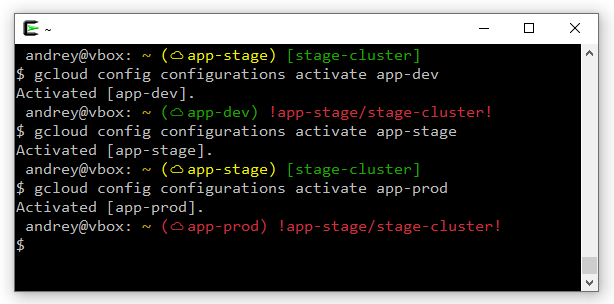 ~
andrey@vbox: ~ (app-stage) [stage-cluster]
$ gcloud config configurations activate app-dev
Activated [app-dev].
andrey@vbox: ~ (app-dev) !app-stage/stage-cluster!
$ gcloud config configurations activate app-stage
Activated [app-stage].
andrey@vbox: ~ (app-stage) [stage-cluster]
$ gcloud config configurations activate app-prod
Activated [app-prod].
andrey@vbox: ~ (app-prod) !app-stage/stage-cluster!
$